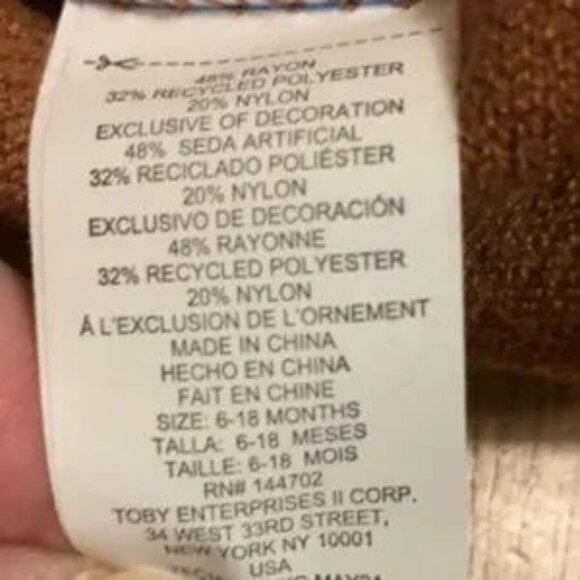 48% RAYON
32% RECYCLED POLYESTER
20% NYLON
EXCLUSIVE OF DECORATION
48% SEDA ARTIFICIAL
32% RECICLADO POLIÉSTER
20% NYLON
EXCLUSIVO DE DECORACIÓN
48% RAYONNE
32% RECYCLED POLYESTER
20% NYLON
Á L'EXCLUSION DE L'ORNEMENT
MADE IN CHINA
HECHO EN CHINA
FAIT EN CHINE
SIZE: 6-18 MONTHS
TALLA: 6-18 MESES
TAILLE: 6-18 MOIS
RN# 144702
TOBY ENTERPRISES II CORP.
34 WEST 33RD STREET,
NEW YORK NY 10001
USA